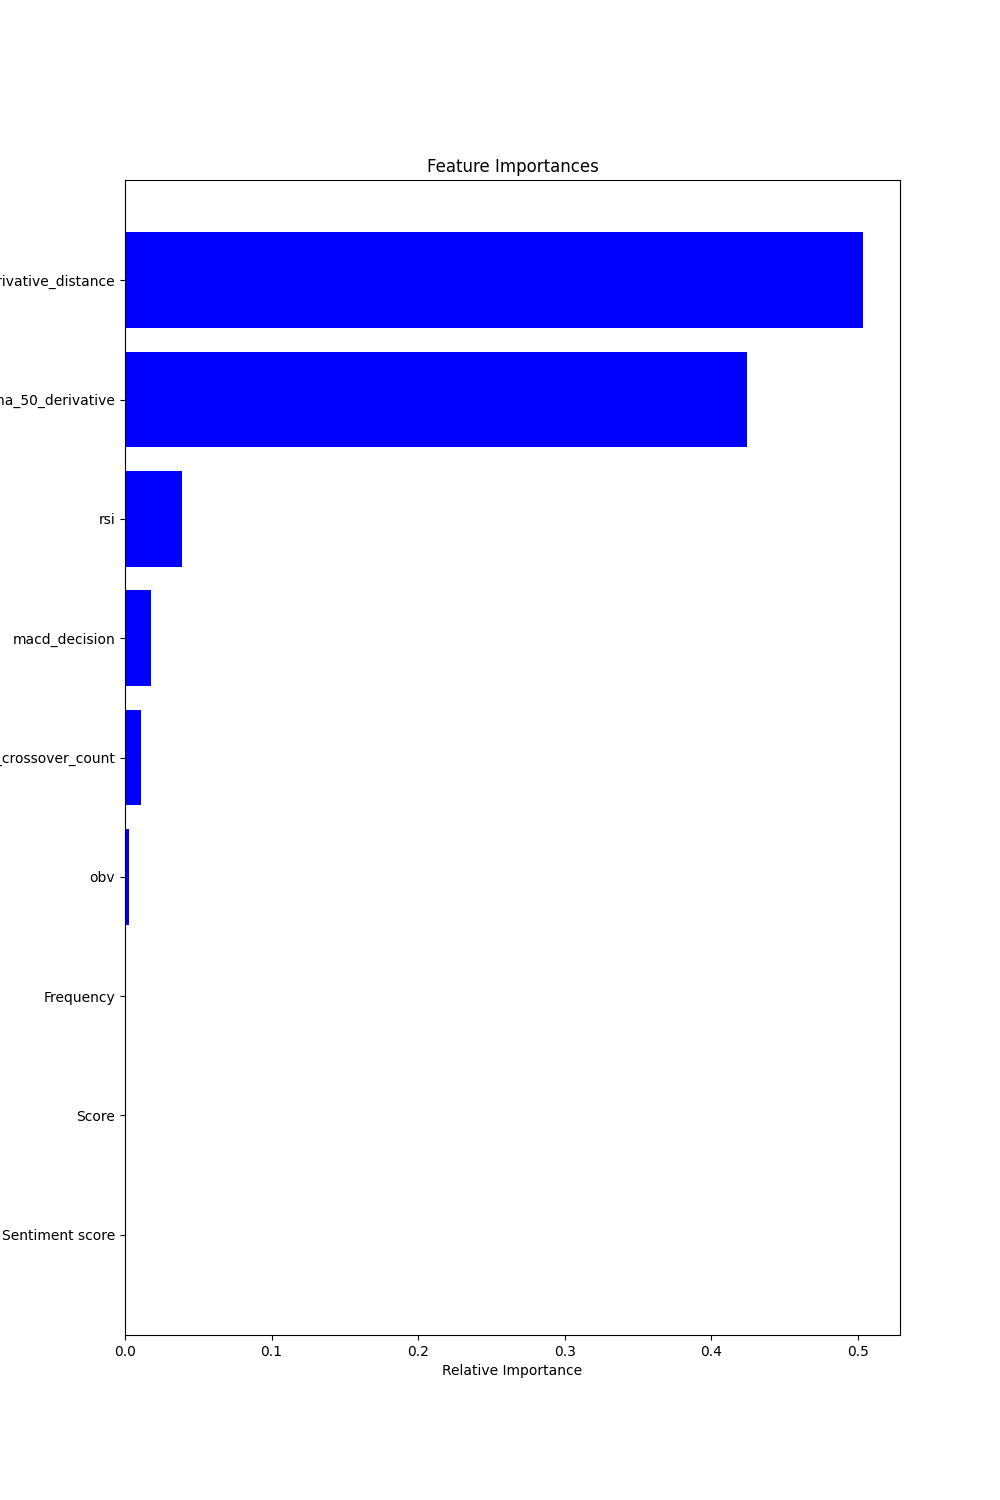 Feature Importances
rivative_distance
na_50_derivative
rsi
macd_decision
_crossover_count
obv
Frequency
Score
Sentiment score
0.0 0.1 0.2 0.3 0.4 0.5
Relative Importance